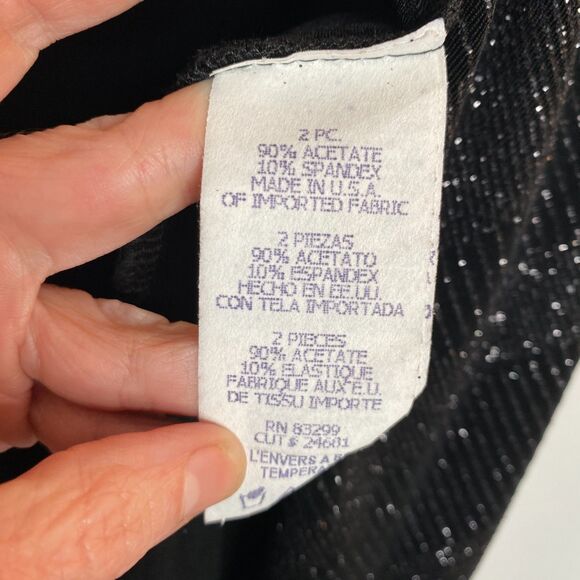 2 PC.
90% ACETATE
10% SPANDEX
MADE IN U.S.A.
OF IMPORTED FABRIC
2 PIEZAS
90% ACETATO
10% ESPANDEX
HECHO EN EE.UU.
CON TELA IMPORTADA
2 PIECES
90% ACETATE
10% ELASTIQUE
FABRIQUE AUX E.U.
DE TISSU IMPORTE
RN 83299
CUT $ 24681
L'ENVERS A
TEMPERA